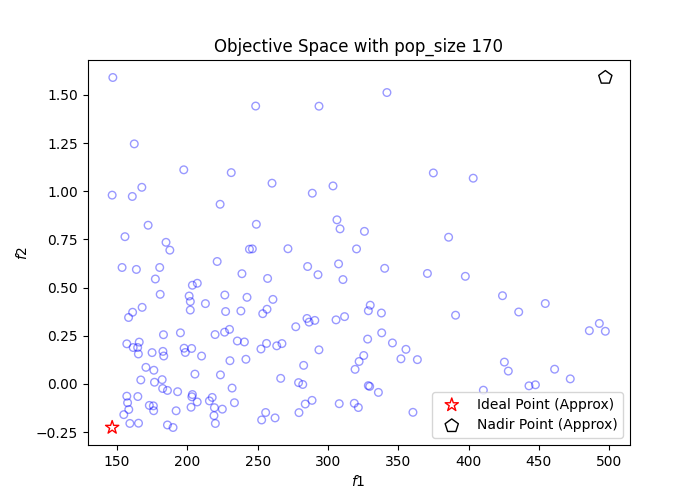 Objective Space with pop_size 170
f2
1.50
1.25
1.00
0.75
0.50
0.25
0.00
−0.25
Ideal Point (Approx)
Nadir Point (Approx)
150 200 250 300 350 400 450 500
f1